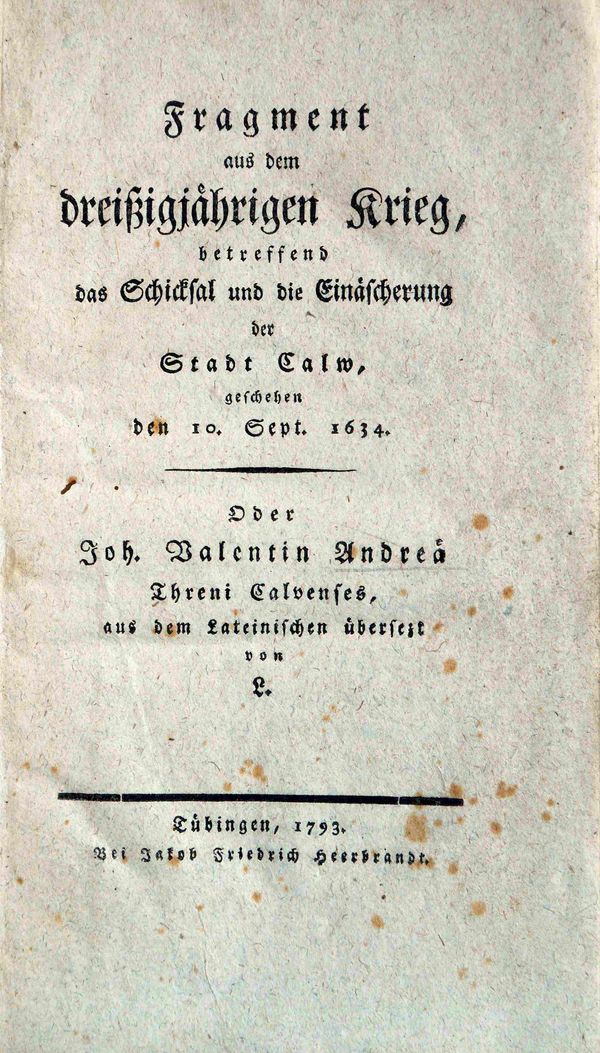 Fragment
aus dem
dreißigjährigen Krieg,
betreffend
das Schicksal und die Einäscherung
der
Stadt Calw,
geschehen
den 10. Sept. 1634.
Oder
Joh. Valentin Andreä
Threni Calvenses,
aus dem Lateinischen übersezt
von
L.
Tübingen, 1793.
Bei Jakob Friedrich Heerbrandt.